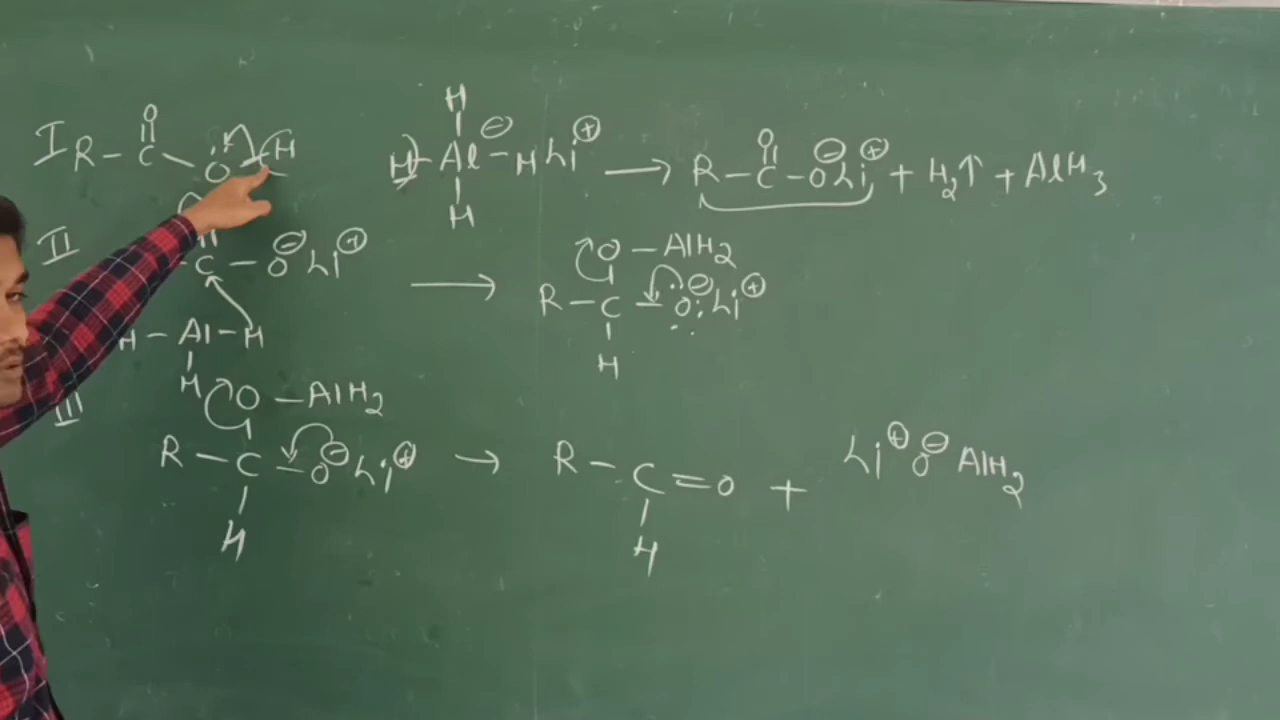 O H
I R - C - O - H H - Al - H Li⊕ ⊖ → R - C - O⊖ Li⊕ + H₂↑ + AlH₃
O H
II C - O⊖ Li⊕ → O - AlH₂
R - C - O:⊖ Li⊕
H - Al - H H
H
III O - AlH₂
R - C - O⊖ Li⊕ → R - C = O + Li⊕ O⊖ AlH₂
H H